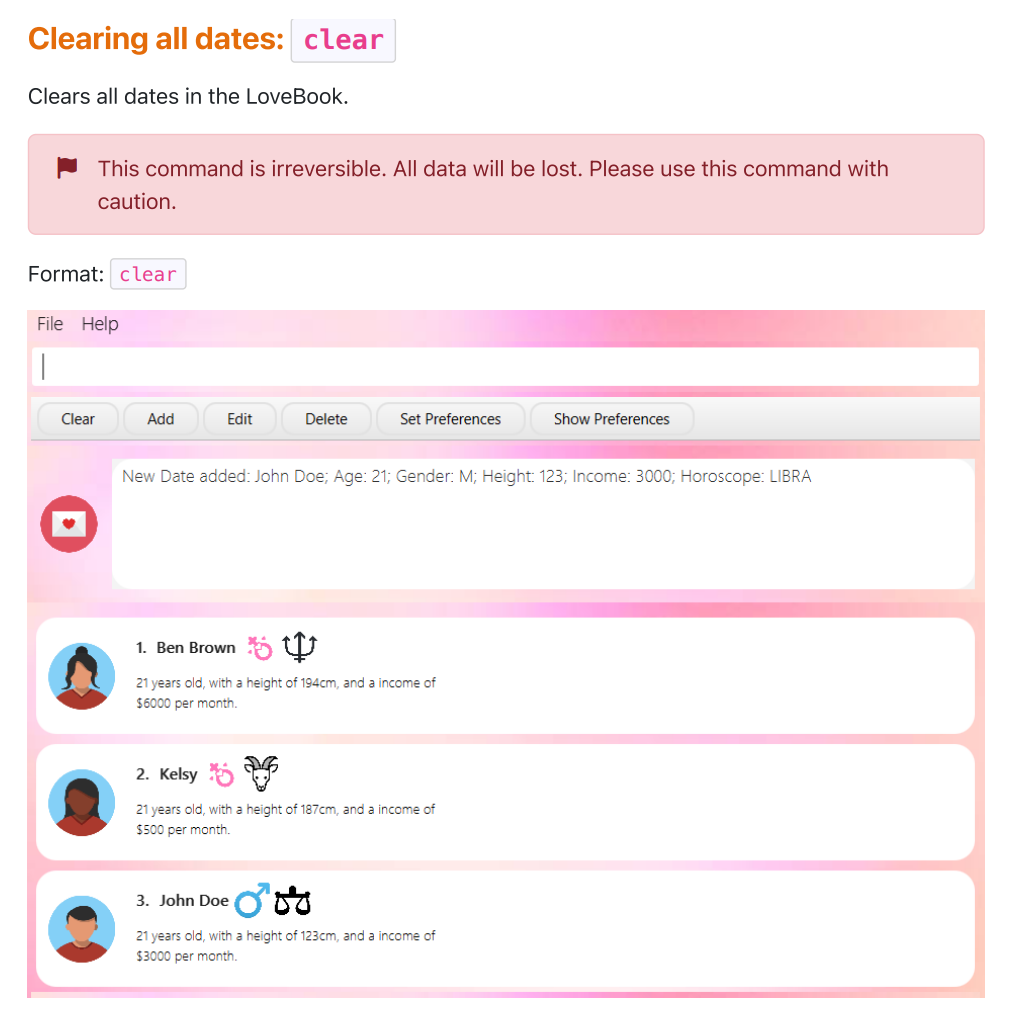 Clearing all dates: clear
Clears all dates in the LoveBook.
This command is irreversible. All data will be lost. Please use this command with
caution.
Format: clear
File Help
Clear Add Edit Delete Set Preferences Show Preferences
New Date added: John Doe; Age: 21; Gender: M; Height: 123; Income: 3000; Horoscope: LIBRA
1. Ben Brown
21 years old, with a height of 194cm, and a income of
$6000 per month.
2. Kelsy
21 years old, with a height of 187cm, and a income of
$500 per month.
3. John Doe
21 years old, with a height of 123cm, and a income of
$3000 per month.